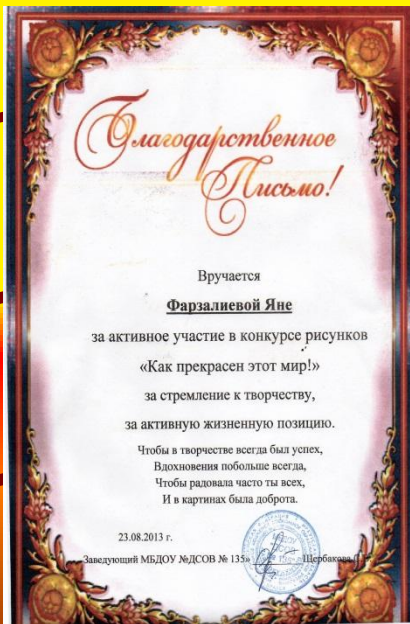 Благодарственное
Письмо!
Вручается
Фарзалиевой Яне
за активное участие в конкурсе рисунков
«Как прекрасен этот мир!»
за стремление к творчеству,
за активную жизненную позицию.
Чтобы в творчестве всегда был успех,
Вдохновения побольше всегда,
Чтобы радовала часто ты всех,
И в картинах была доброта.
23.08.2013 г.
Заведующий МБДОУ №ДСОВ № 135» Щербакова